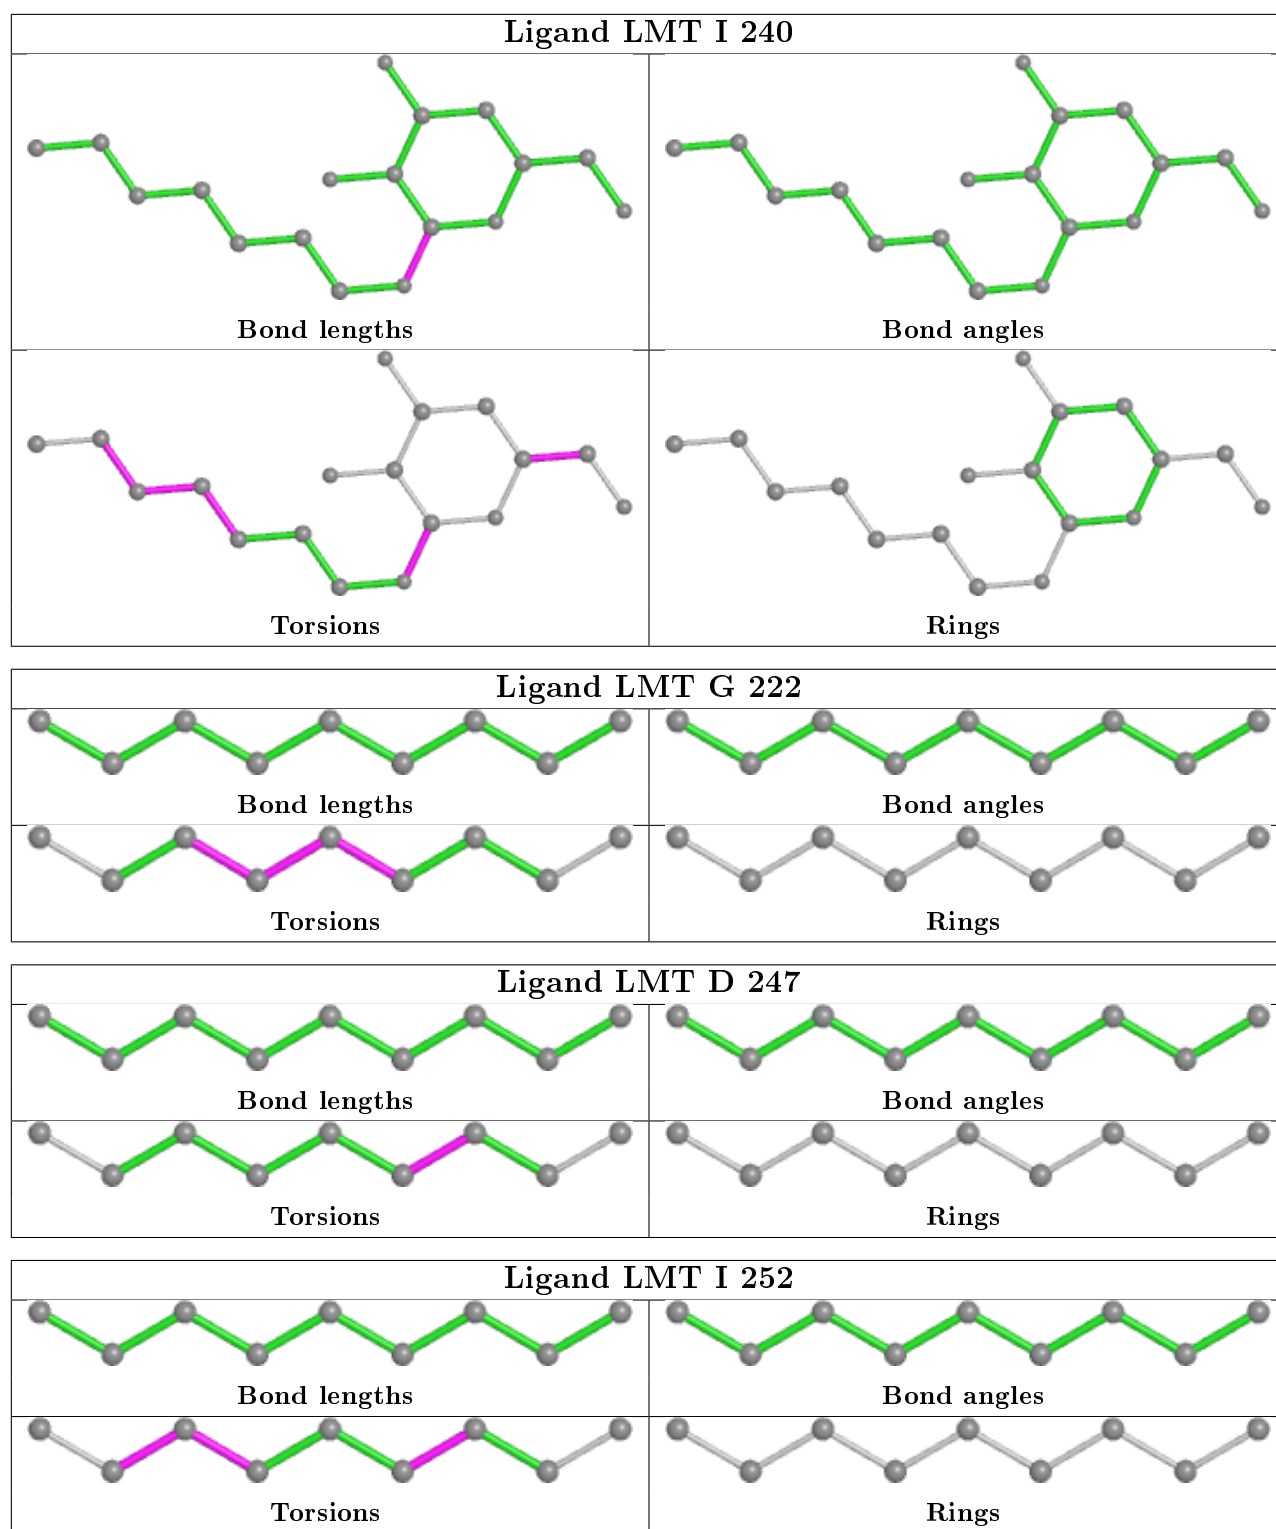 Ligand LMT I 240
Bond lengths
Bond angles
Torsions
Rings
Ligand LMT G 222
Bond lengths
Bond angles
Torsions
Rings
Ligand LMT D 247
Bond lengths
Bond angles
Torsions
Rings
Ligand LMT I 252
Bond lengths
Bond angles
Torsions
Rings